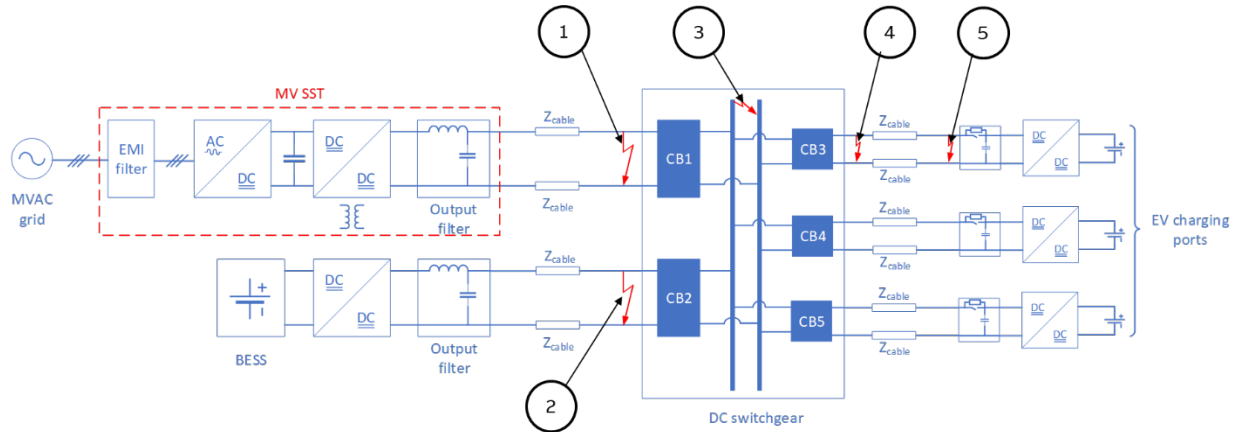 1
3
4
5
MV SST
Zcable
Zcable
EMI
filter
AC
DC
DC
DC
CB1
CB3
DC
DC
MVAC
grid
Output
filter
Zcable
Zcable
Zcable
Zcable
CB4
DC
DC
EV charging
ports
DC
DC
CB2
Zcable
Zcable
CB5
DC
DC
BESS
Output
filter
Zcable
Zcable
2
DC switchgear